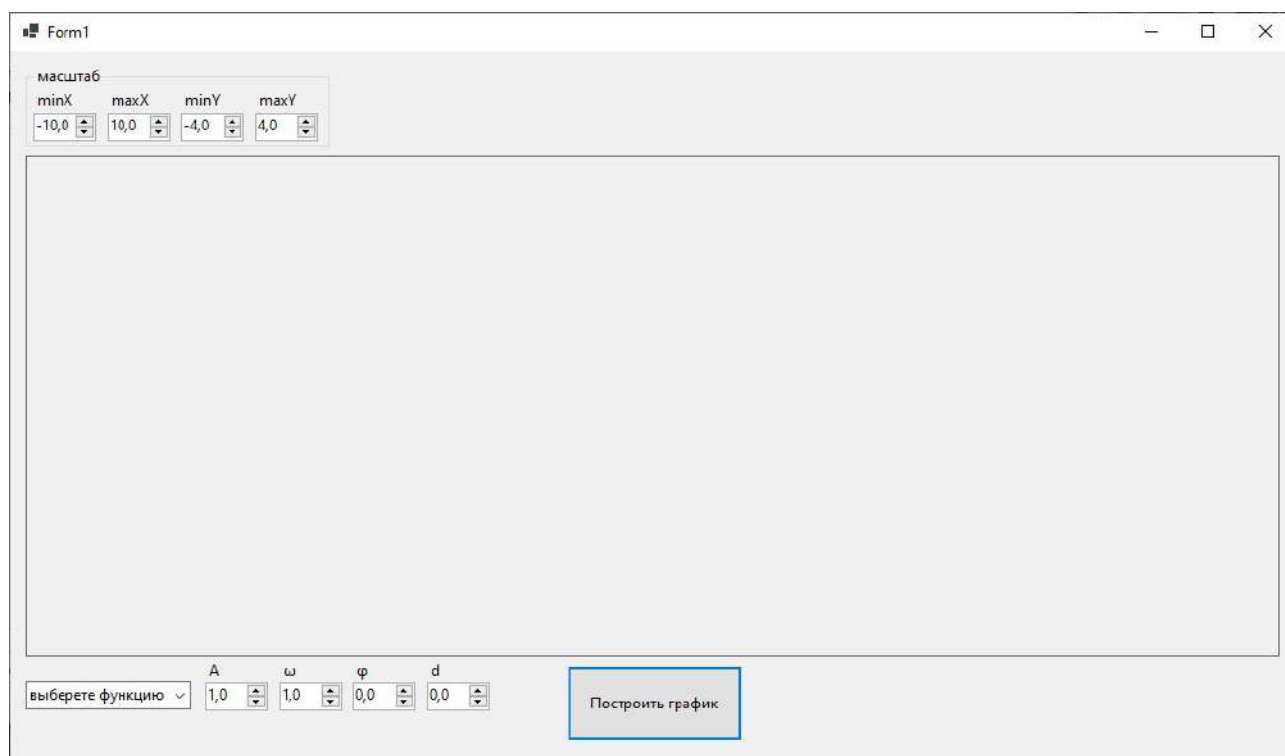 Form1
масштаб
minX maxX minY maxY
-10,0 10,0 -4,0 4,0
A ω φ d
выберете функцию 1,0 1,0 0,0 0,0
Построить график